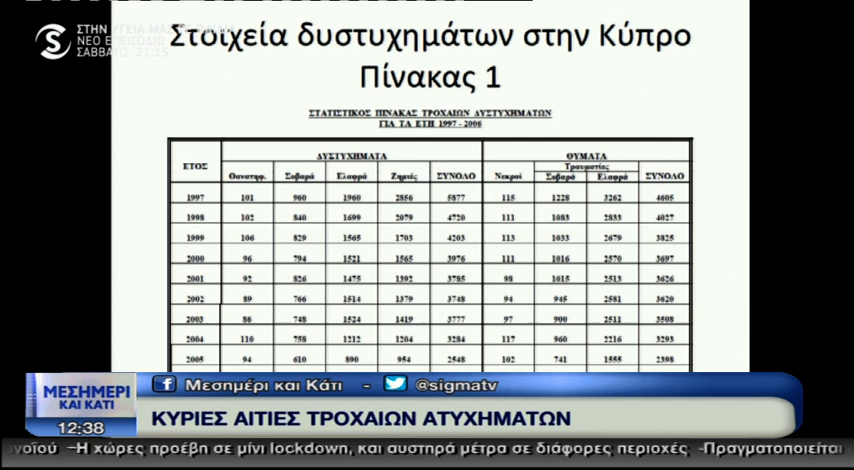 ΣΤΗΝ ΥΓΕΙΑ ΜΑΣ ΡΕ ΠΑΙΔΙΑ
ΝΕΟ ΕΠΕΙΣΟΔΙΟ
ΣΑΒΒΑΤΟ 21:15
Στοιχεία δυστυχημάτων στην Κύπρο
Πίνακας 1
ΣΤΑΤΙΣΤΙΚΟΣ ΠΙΝΑΚΑΣ ΤΡΟΧΑΙΩΝ ΔΥΣΤΥΧΗΜΑΤΩΝ
ΓΙΑ ΤΑ ΕΤΗ 1997 - 2006
ΕΤΟΣ ΔΥΣΤΥΧΗΜΑΤΑ ΘΥΜΑΤΑ
Τραυματίες
Θανατηφ. Σοβαρά Ελαφρά Ζημιές ΣΥΝΟΛΟ Νεκροί Σοβαρά Ελαφρά ΣΥΝΟΛΟ
1997 101 960 1960 2856 5877 115 1228 3262 4605
1998 102 840 1699 2079 4720 111 1083 2833 4027
1999 106 829 1565 1703 4203 113 1033 2679 3825
2000 96 794 1521 1565 3976 111 1016 2570 3697
2001 92 826 1475 1392 3785 98 1015 2513 3626
2002 89 766 1514 1379 3748 94 945 2581 3620
2003 86 748 1524 1419 3777 97 900 2511 3508
2004 110 758 1212 1204 3284 117 960 2216 3293
2005 94 610 890 954 2548 102 741 1555 2398
Μεσημέρι και Κάτι - @sigmatv
ΜΕΣΗΜΕΡΙ
ΚΑΙ ΚΑΤΙ
ΚΥΡΙΕΣ ΑΙΤΙΕΣ ΤΡΟΧΑΙΩΝ ΑΤΥΧΗΜΑΤΩΝ
12:38
νοϊού –Η χώρες προέβη σε μίνι lockdown, και αυστηρά μέτρα σε διάφορες περιοχές -Πραγματοποιείται